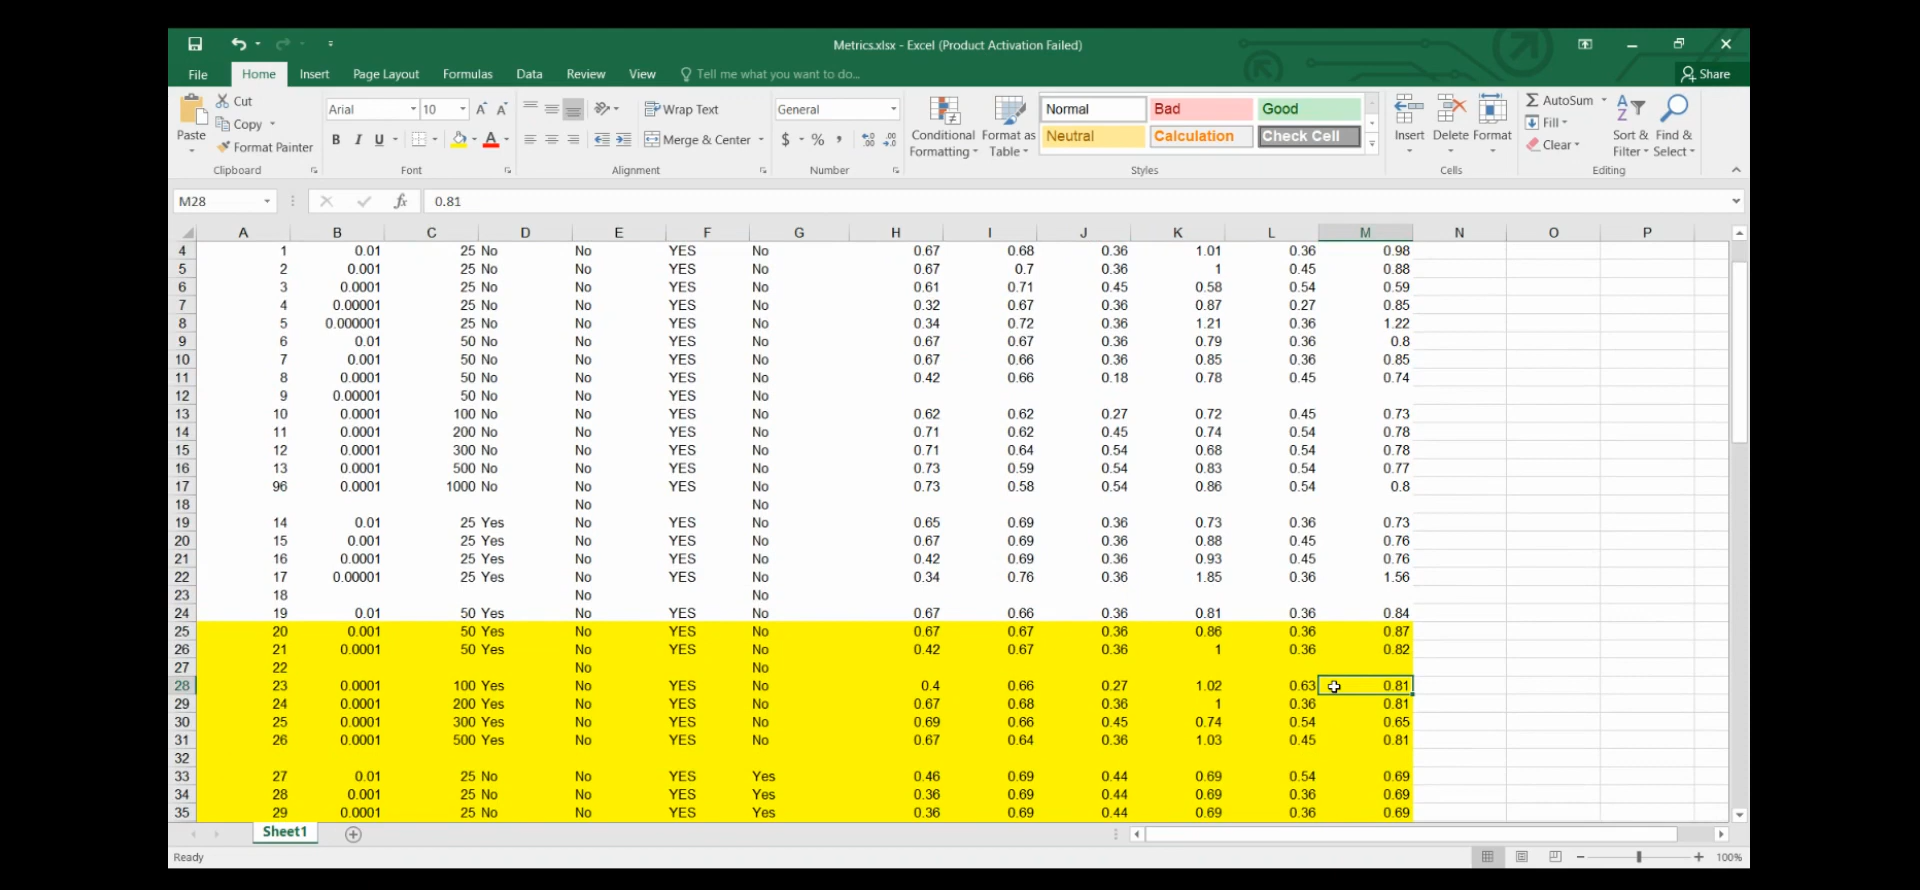 Metrics.xlsx - Excel (Product Activation Failed)
File Home Insert Page Layout Formulas Data Review View Tell me what you want to do... Share
Paste Cut Copy Format Painter
Clipboard
Arial 10 A A
B I U A
Font
Wrap Text
Merge & Center
Alignment
General
$ % , .00 .0
Number
Conditional Formatting Format as Table
Normal Bad Good
Neutral Calculation Check Cell
Styles
Insert Delete Format
Cells
AutoSum
Fill
Clear
Sort & Filter Find & Select
Editing
M28 fx 0.81
A B C D E F G H I J K L M N O P
4 1 0.01 25 No No YES No 0.67 0.68 0.36 1.01 0.36 0.98
5 2 0.001 25 No No YES No 0.67 0.7 0.36 1 0.45 0.88
6 3 0.0001 25 No No YES No 0.61 0.71 0.45 0.58 0.54 0.59
7 4 0.00001 25 No No YES No 0.32 0.67 0.36 0.87 0.27 0.85
8 5 0.000001 25 No No YES No 0.34 0.72 0.36 1.21 0.36 1.22
9 6 0.01 50 No No YES No 0.67 0.67 0.36 0.79 0.36 0.8
10 7 0.001 50 No No YES No 0.67 0.66 0.36 0.85 0.36 0.85
11 8 0.0001 50 No No YES No 0.42 0.66 0.18 0.78 0.45 0.74
12 9 0.00001 50 No No YES No
13 10 0.0001 100 No No YES No 0.62 0.62 0.27 0.72 0.45 0.73
14 11 0.0001 200 No No YES No 0.71 0.62 0.45 0.74 0.54 0.78
15 12 0.0001 300 No No YES No 0.71 0.64 0.54 0.68 0.54 0.78
16 13 0.0001 500 No No YES No 0.73 0.59 0.54 0.83 0.54 0.77
17 96 0.0001 1000 No No YES No 0.73 0.58 0.54 0.86 0.54 0.8
18 No No
19 14 0.01 25 Yes No YES No 0.65 0.69 0.36 0.73 0.36 0.73
20 15 0.001 25 Yes No YES No 0.67 0.69 0.36 0.88 0.45 0.76
21 16 0.0001 25 Yes No YES No 0.42 0.69 0.36 0.93 0.45 0.76
22 17 0.00001 25 Yes No YES No 0.34 0.76 0.36 1.85 0.36 1.56
23 18 No No
24 19 0.01 50 Yes No YES No 0.67 0.66 0.36 0.81 0.36 0.84
25 20 0.001 50 Yes No YES No 0.67 0.67 0.36 0.86 0.36 0.87
26 21 0.0001 50 Yes No YES No 0.42 0.67 0.36 1 0.36 0.82
27 22 No No
28 23 0.0001 100 Yes No YES No 0.4 0.66 0.27 1.02 0.63 0.81
29 24 0.0001 200 Yes No YES No 0.67 0.68 0.36 1 0.36 0.81
30 25 0.0001 300 Yes No YES No 0.69 0.66 0.45 0.74 0.54 0.65
31 26 0.0001 500 Yes No YES No 0.67 0.64 0.36 1.03 0.45 0.81
32
33 27 0.01 25 No No YES Yes 0.46 0.69 0.44 0.69 0.54 0.69
34 28 0.001 25 No No YES Yes 0.36 0.69 0.44 0.69 0.36 0.69
35 29 0.0001 25 No No YES Yes 0.36 0.69 0.44 0.69 0.36 0.69
Sheet1
Ready 100%